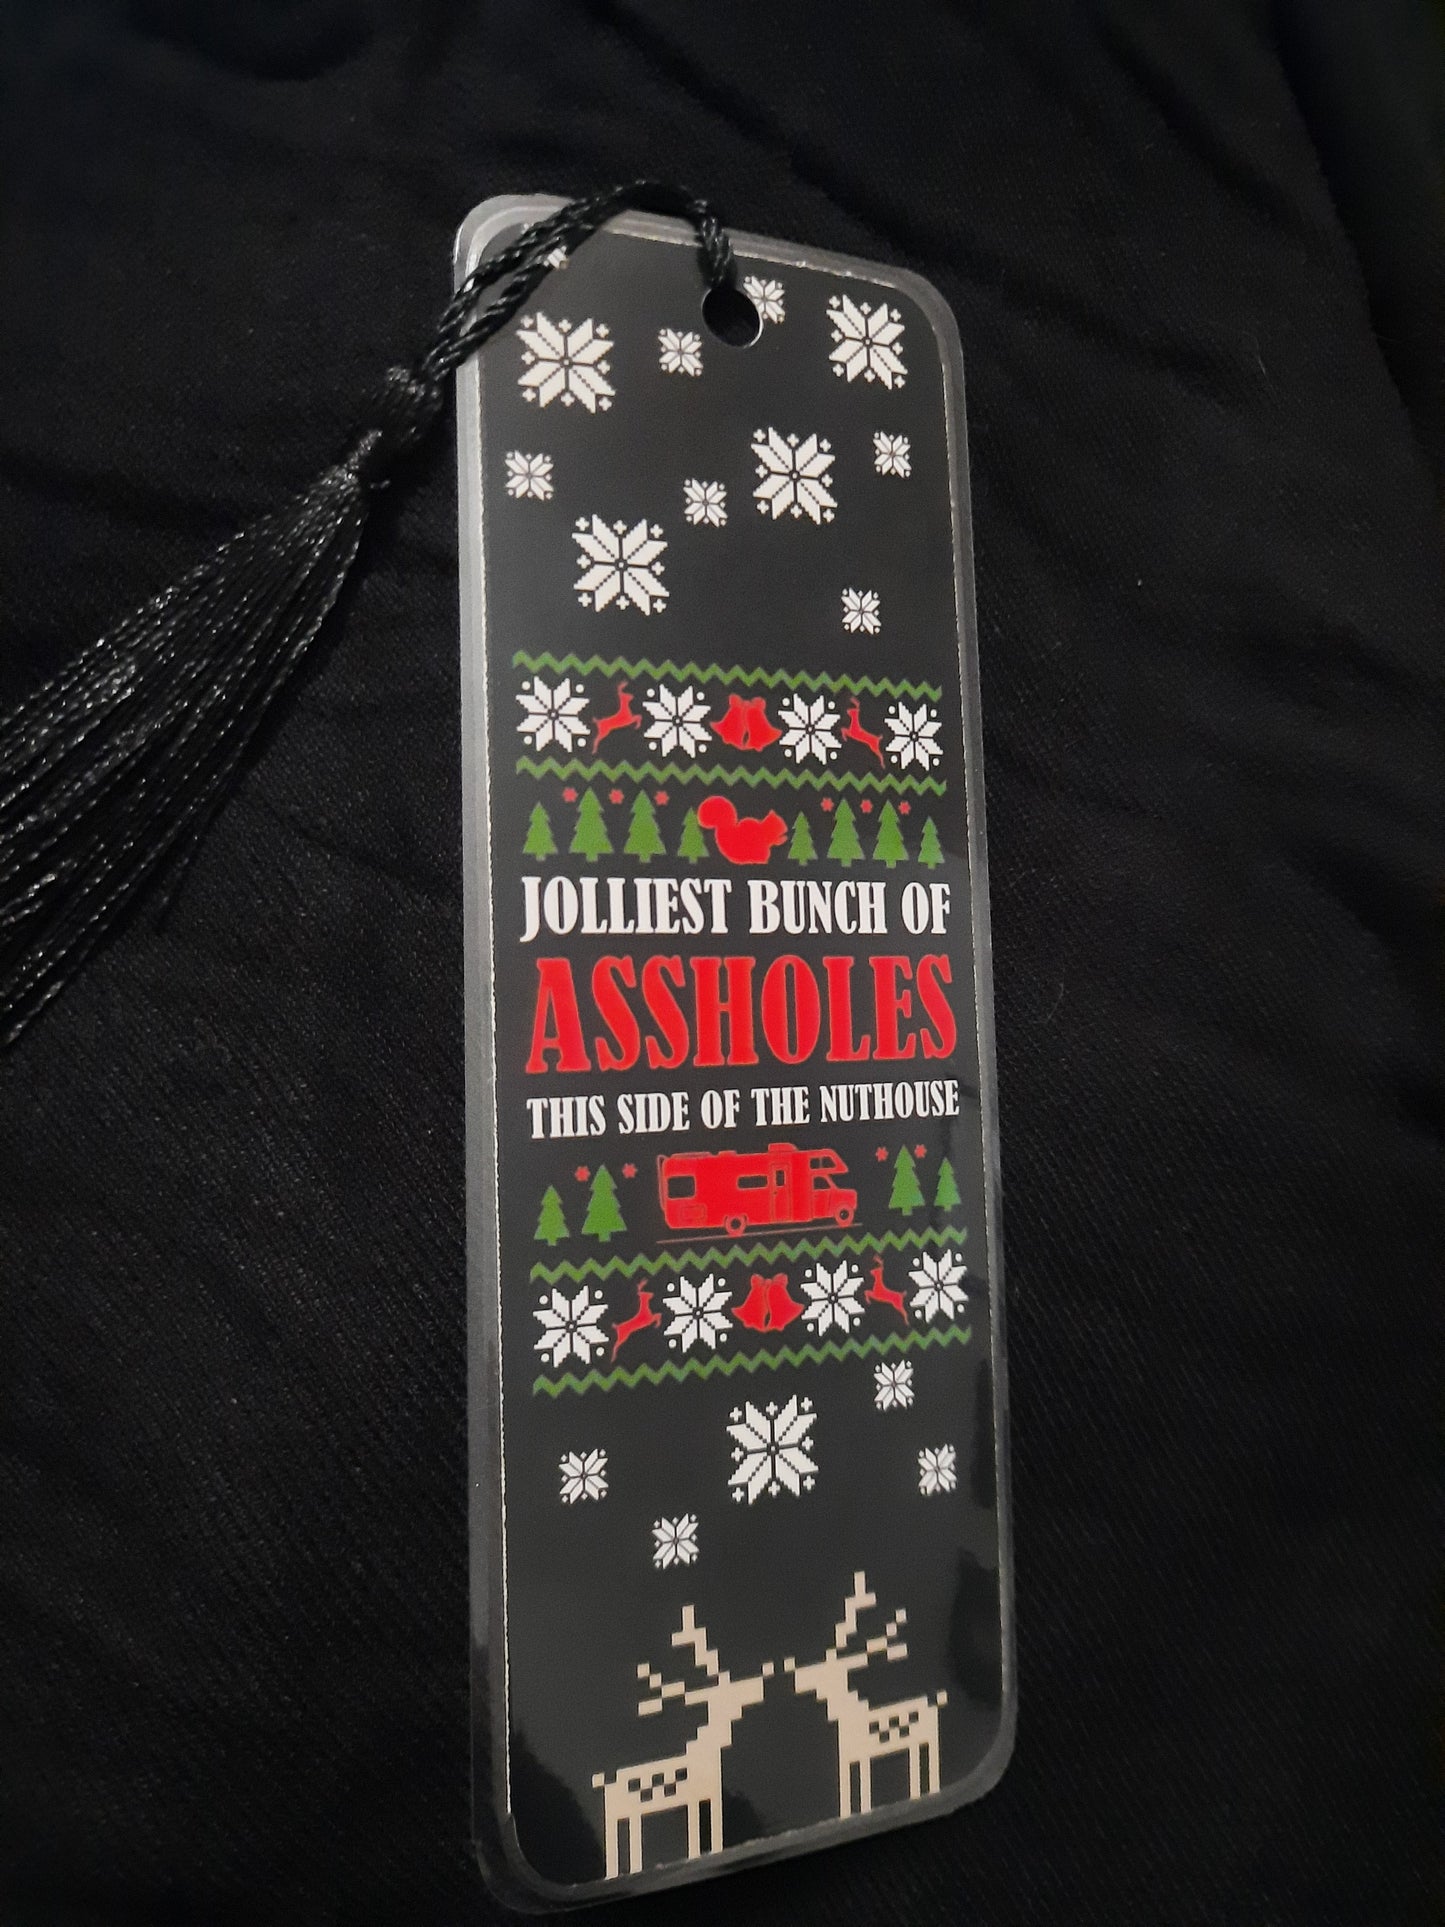 JOLLIEST BUNCH OF
ASSHOLES
THIS SIDE OF THE NUTHOUSE